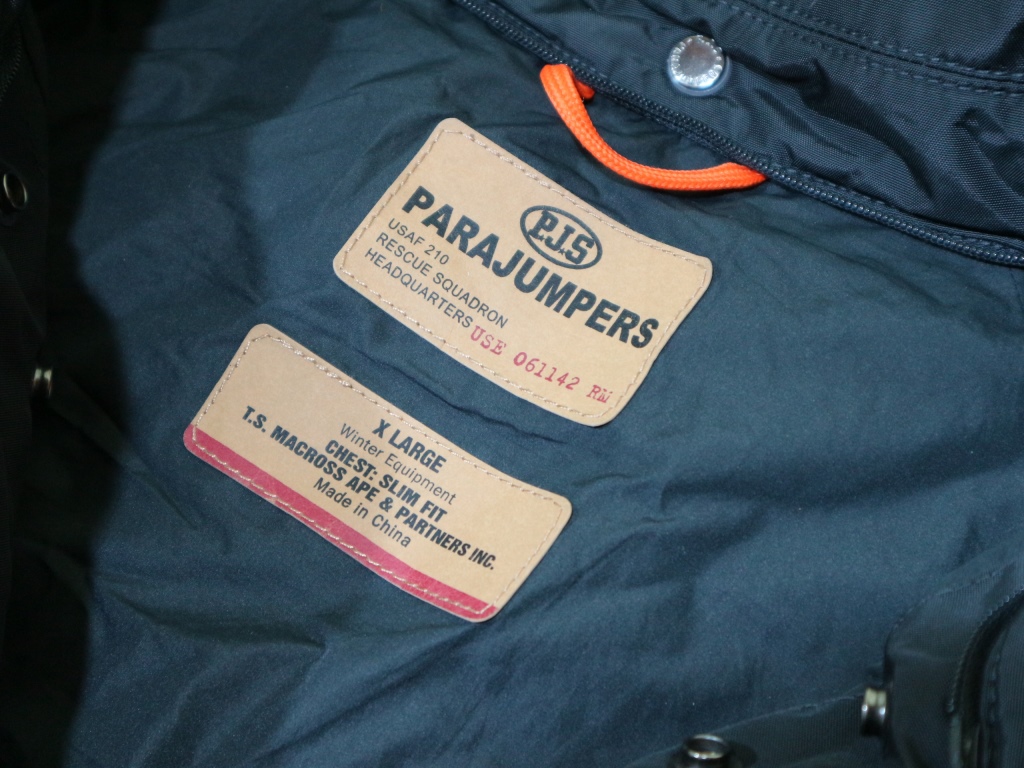 P.J.S
PARAJUMPERS
USAF 210
RESCUE SQUADRON
HEADQUARTERS
USE 061142 RW
X LARGE
Winter Equipment
CHEST: SLIM FIT
T.S. MACROSS APE & PARTNERS INC.
Made in China